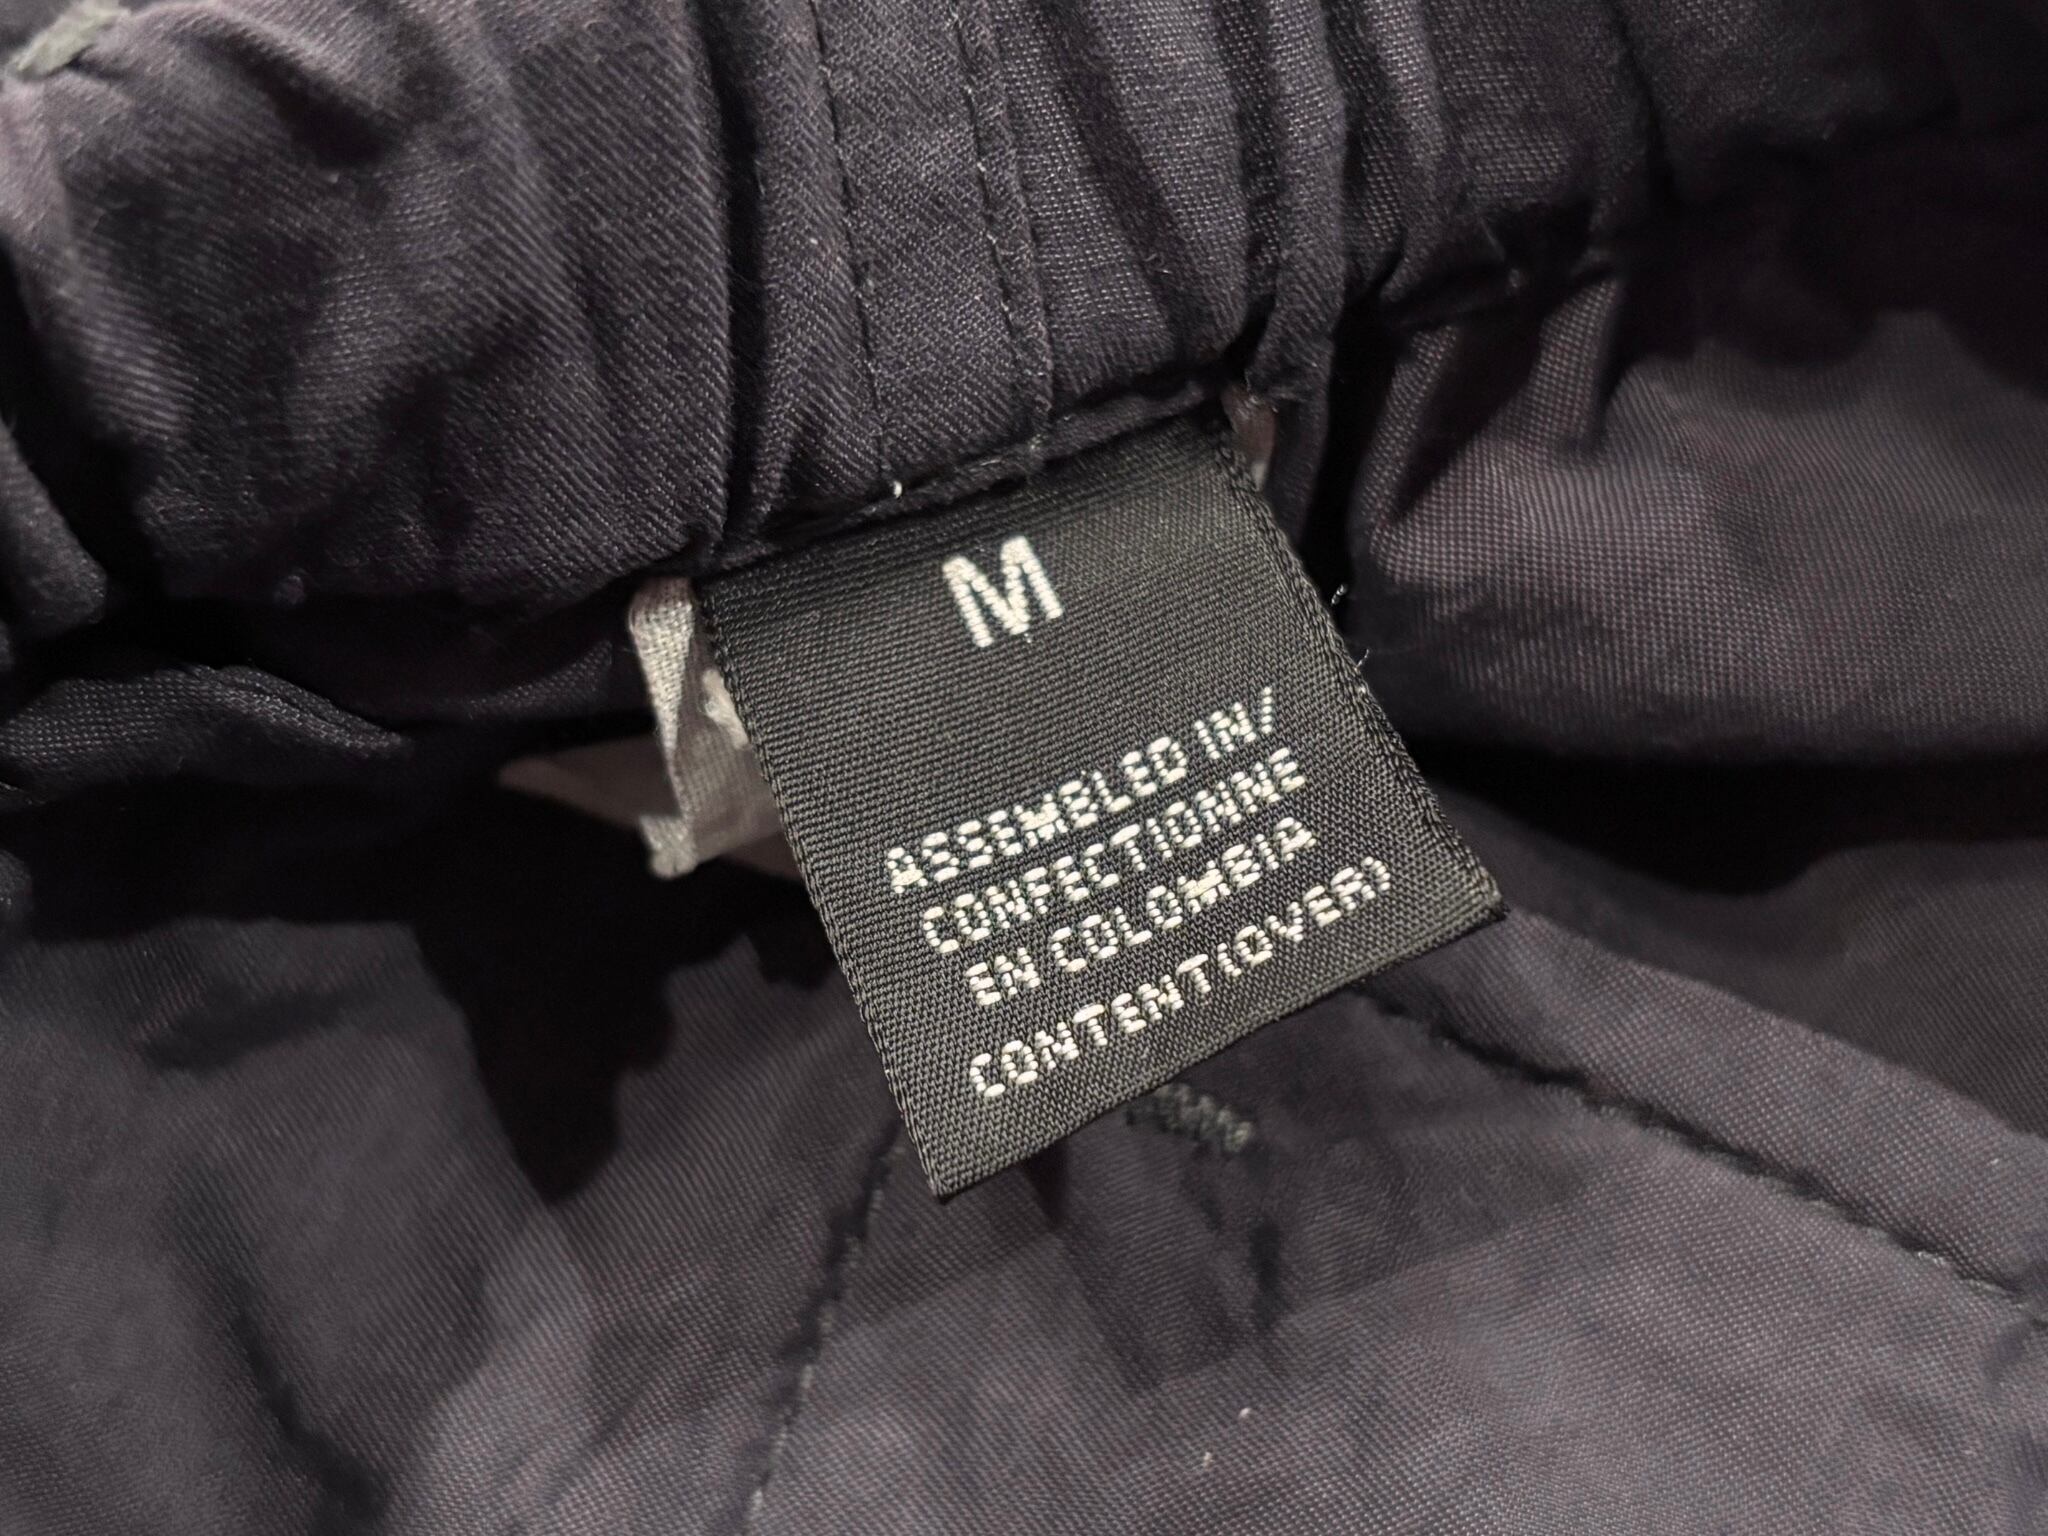 M
ASSEMBLED IN/
CONFECTIONNE
EN COLOMBIA
CONTENT(OVER)